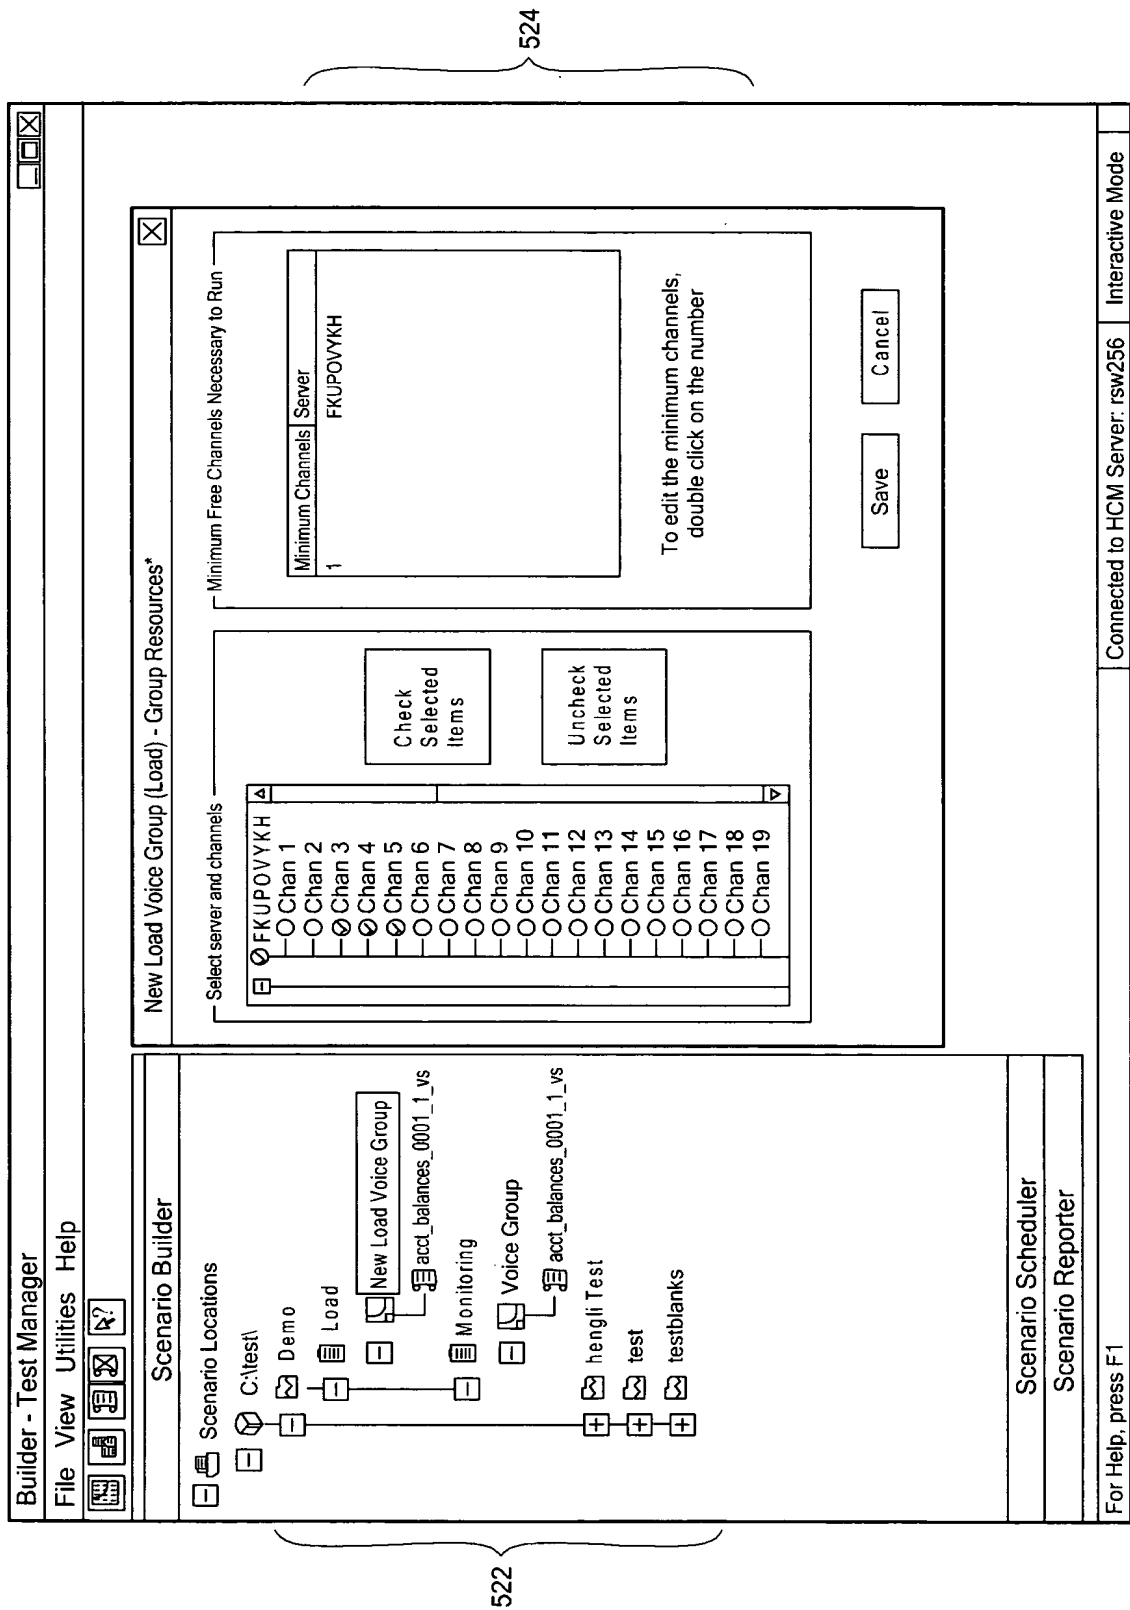 Builder - Test Manager
File View Utilities Help
Scenario Builder
Scenario Locations
C:\test\
Demo
Load
New Load Voice Group
acct_balances_0001_1_vs
Monitoring
Voice Group
acct_balances_0001_1_vs
hengli Test
test
testblanks
Scenario Scheduler
Scenario Reporter
New Load Voice Group (Load) - Group Resources*
Select server and channels
FKUPOVYKH
Chan 1
Chan 2
Chan 3
Chan 4
Chan 5
Chan 6
Chan 7
Chan 8
Chan 9
Chan 10
Chan 11
Chan 12
Chan 13
Chan 14
Chan 15
Chan 16
Chan 17
Chan 18
Chan 19
Check
Selected
Items
Uncheck
Selected
Items
Minimum Free Channels Necessary to Run
Minimum Channels Server
1 FKUPOVYKH
To edit the minimum channels,
double click on the number
Save Cancel
For Help, press F1 Connected to HCM Server: rsw256 Interactive Mode
522
524